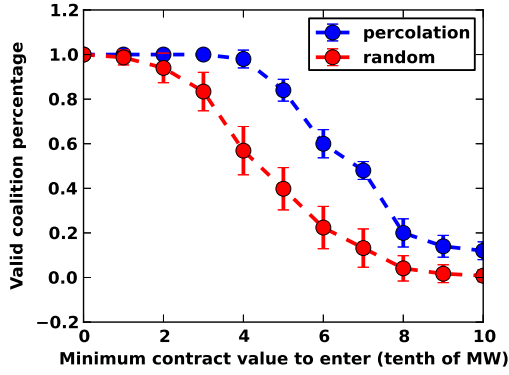 1.2
1.0
0.8
0.6
0.4
0.2
0.0
−0.2
0 2 4 6 8 10
Valid coalition percentage
Minimum contract value to enter (tenth of MW)
percolation
random